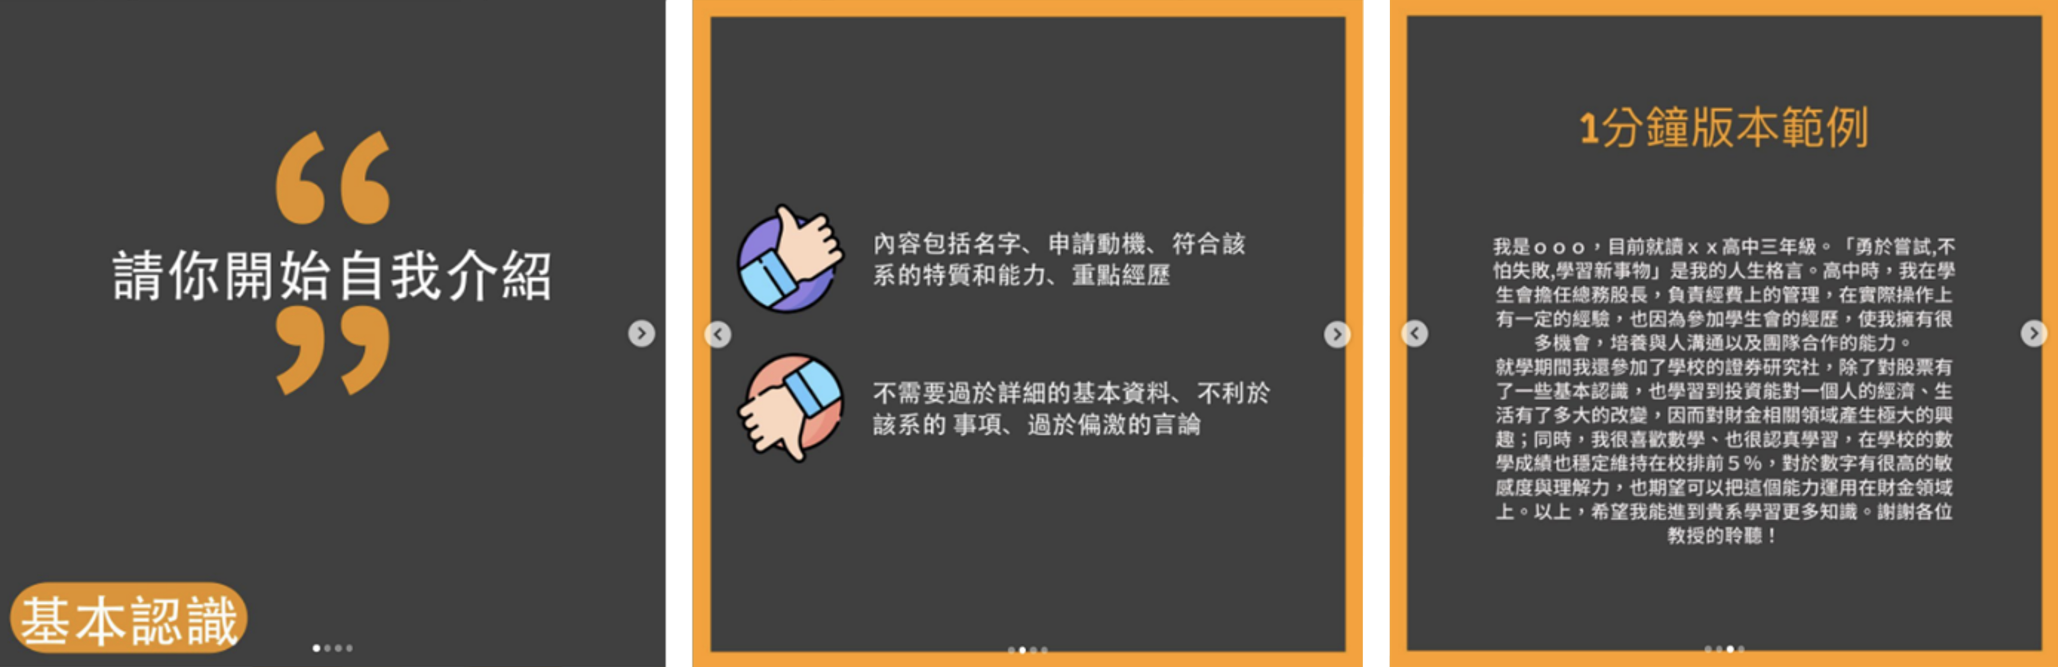 請你開始自我介紹
基本認識
內容包括名字、申請動機、符合該
系的特質和能力、重點經歷
不需要過於詳細的基本資料、不利於
該系的 事項、過於偏激的言論
1分鐘版本範例
我是ｏｏｏ，目前就讀ｘｘ高中三年級。「勇於嘗試,不
怕失敗,學習新事物」是我的人生格言。高中時，我在學
生會擔任總務股長，負責經費上的管理，在實際操作上
有一定的經驗，也因為參加學生會的經歷，使我擁有很
多機會，培養與人溝通以及團隊合作的能力。
就學期間我還參加了學校的證券研究社，除了對股票有
了一些基本認識，也學習到投資能對一個人的經濟、生
活有了多大的改變，因而對財金相關領域產生極大的興
趣；同時，我很喜歡數學、也很認真學習，在學校的數
學成績也穩定維持在校排前５％，對於數字有很高的敏
感度與理解力，也期望可以把這個能力運用在財金領域
上。以上，希望我能進到貴系學習更多知識。謝謝各位
教授的聆聽！